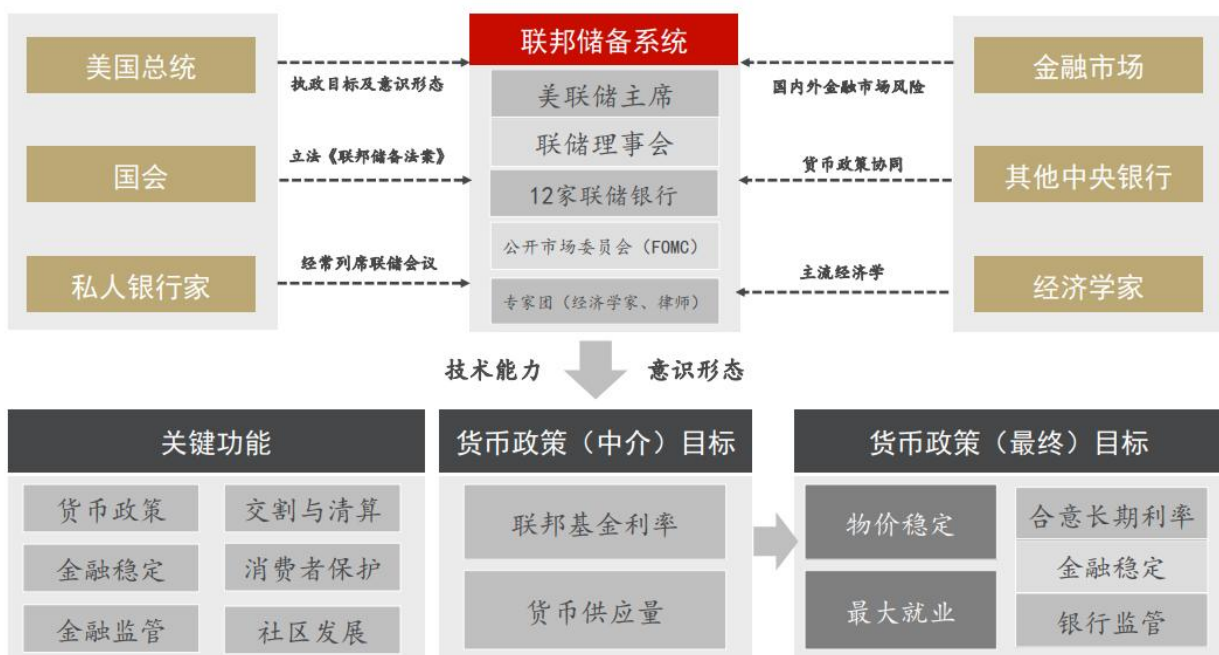 美国总统
国会
私人银行家
执政目标及意识形态
立法《联邦储备法案》
经常列席联储会议
联邦储备系统
美联储主席
联储理事会
12家联储银行
公开市场委员会（FOMC）
专家团（经济学家、律师）
国内外金融市场风险
货币政策协同
主流经济学
金融市场
其他中央银行
经济学家
技术能力
意识形态
关键功能
货币政策
交割与清算
金融稳定
消费者保护
金融监管
社区发展
货币政策（中介）目标
联邦基金利率
货币供应量
货币政策（最终）目标
物价稳定
最大就业
合意长期利率
金融稳定
银行监管